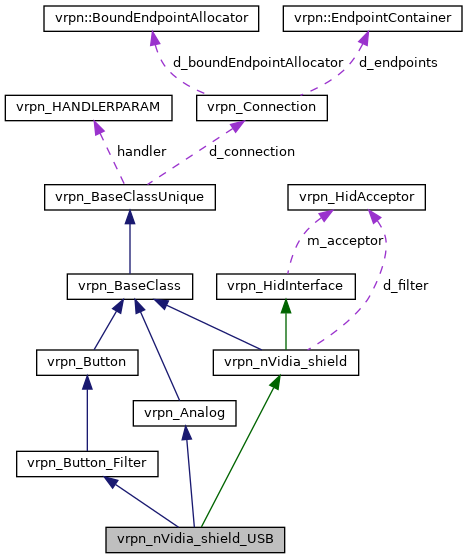 vrpn::BoundEndpointAllocator
vrpn::EndpointContainer
d_boundEndpointAllocator
d_endpoints
vrpn_HANDLERPARAM
vrpn_Connection
handler
d_connection
vrpn_BaseClassUnique
vrpn_HidAcceptor
m_acceptor
vrpn_BaseClass
vrpn_HidInterface
d_filter
vrpn_Button
vrpn_nVidia_shield
vrpn_Analog
vrpn_Button_Filter
vrpn_nVidia_shield_USB